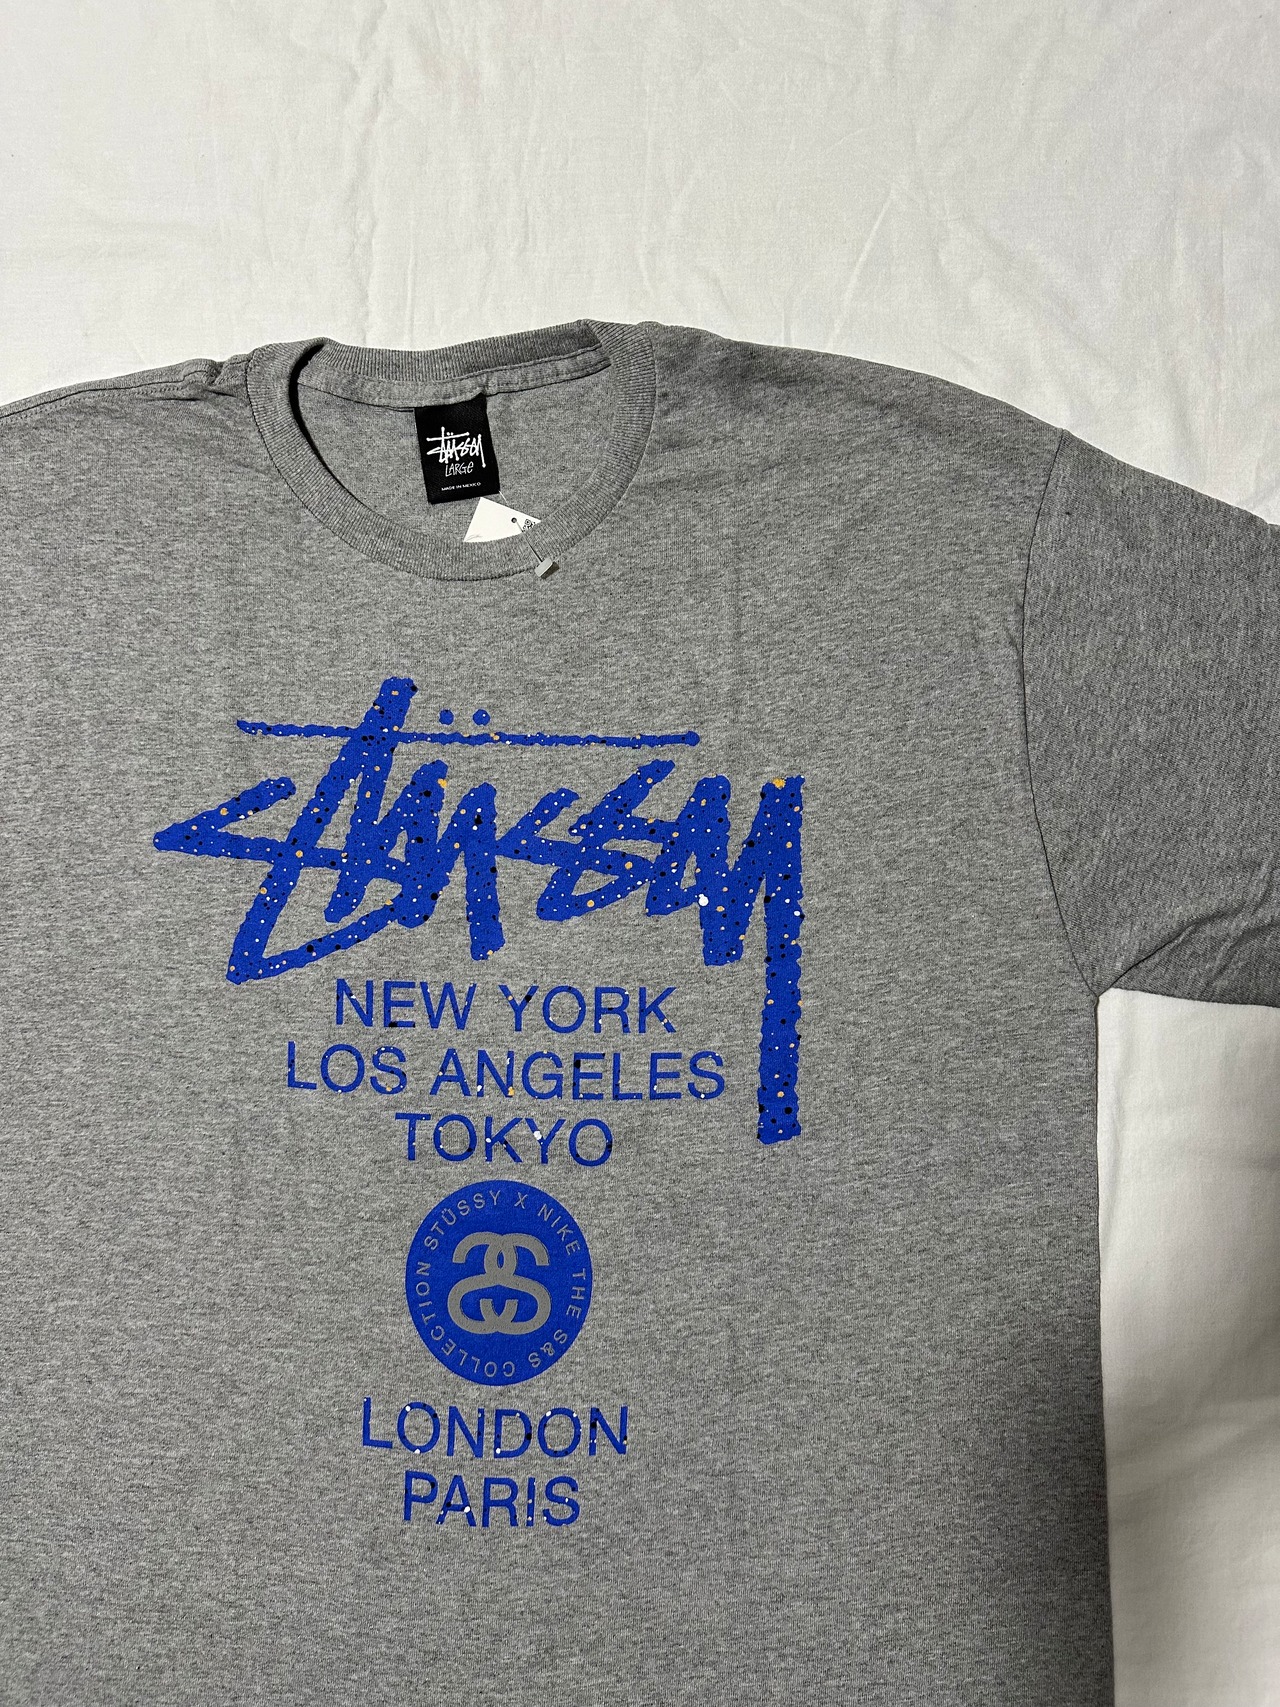 Stüssy
LARGE
MADE IN MEXICO
Stüssy
NEW YORK
LOS ANGELES
TOKYO
STÜSSY X NIKE THE S&S COLLECTION
LONDON
PARIS